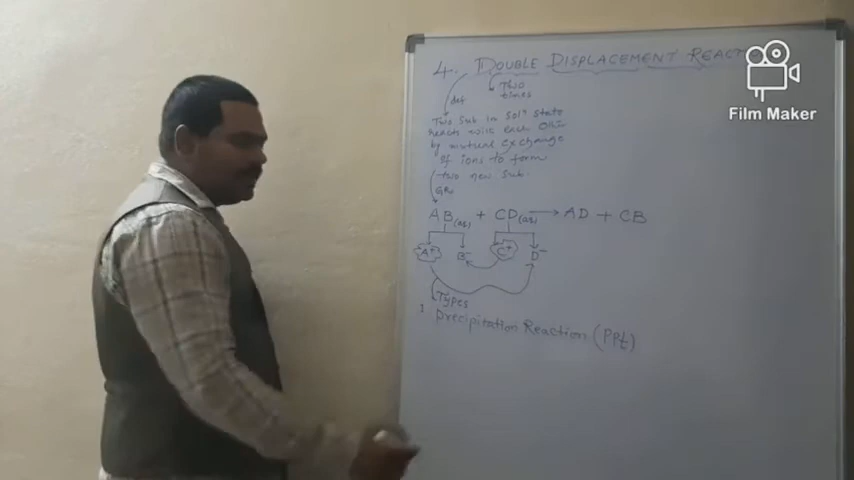 4. DOUBLE DISPLACEMENT REACT
def
Two
times
Two Sub in Solⁿ State
reacts with each Other
by mutual exchange
of ions to form
two new Sub.
GR
AB(aq) + CD(aq) → AD + CB
A+ B- C+ D-
Types
1 Precipitation Reaction (PPt)
Film Maker